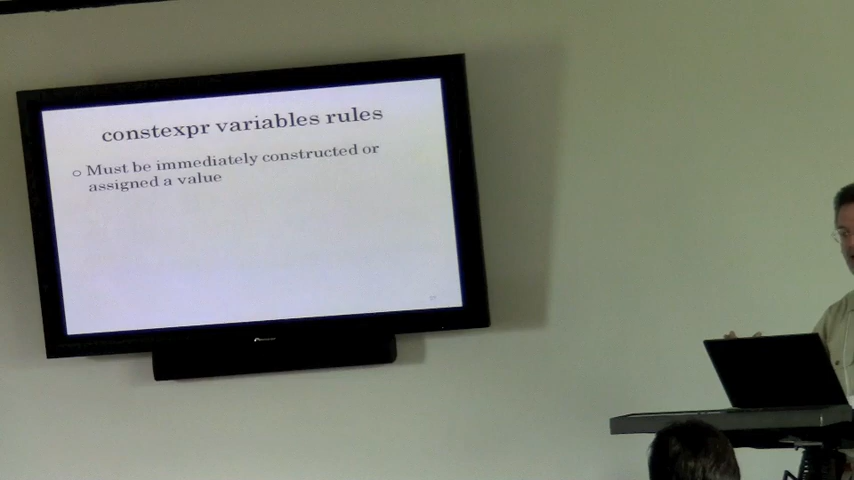 constexpr variables rules
○ Must be immediately constructed or
assigned a value